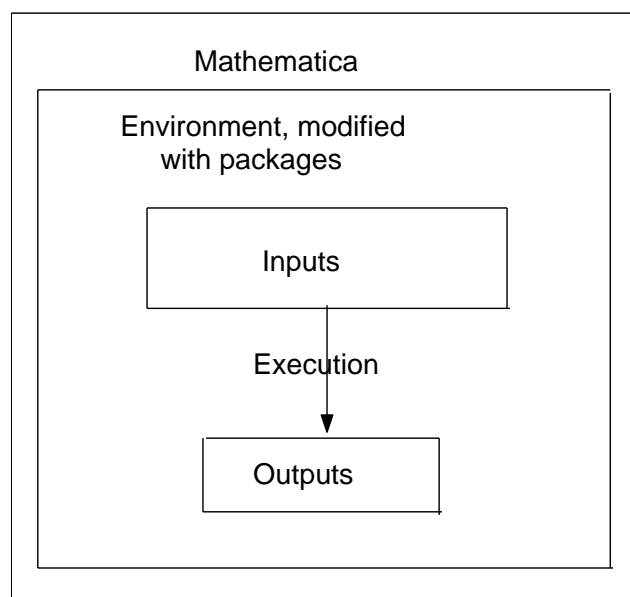 Mathematica
Environment, modified
with packages
Inputs
Execution
Outputs